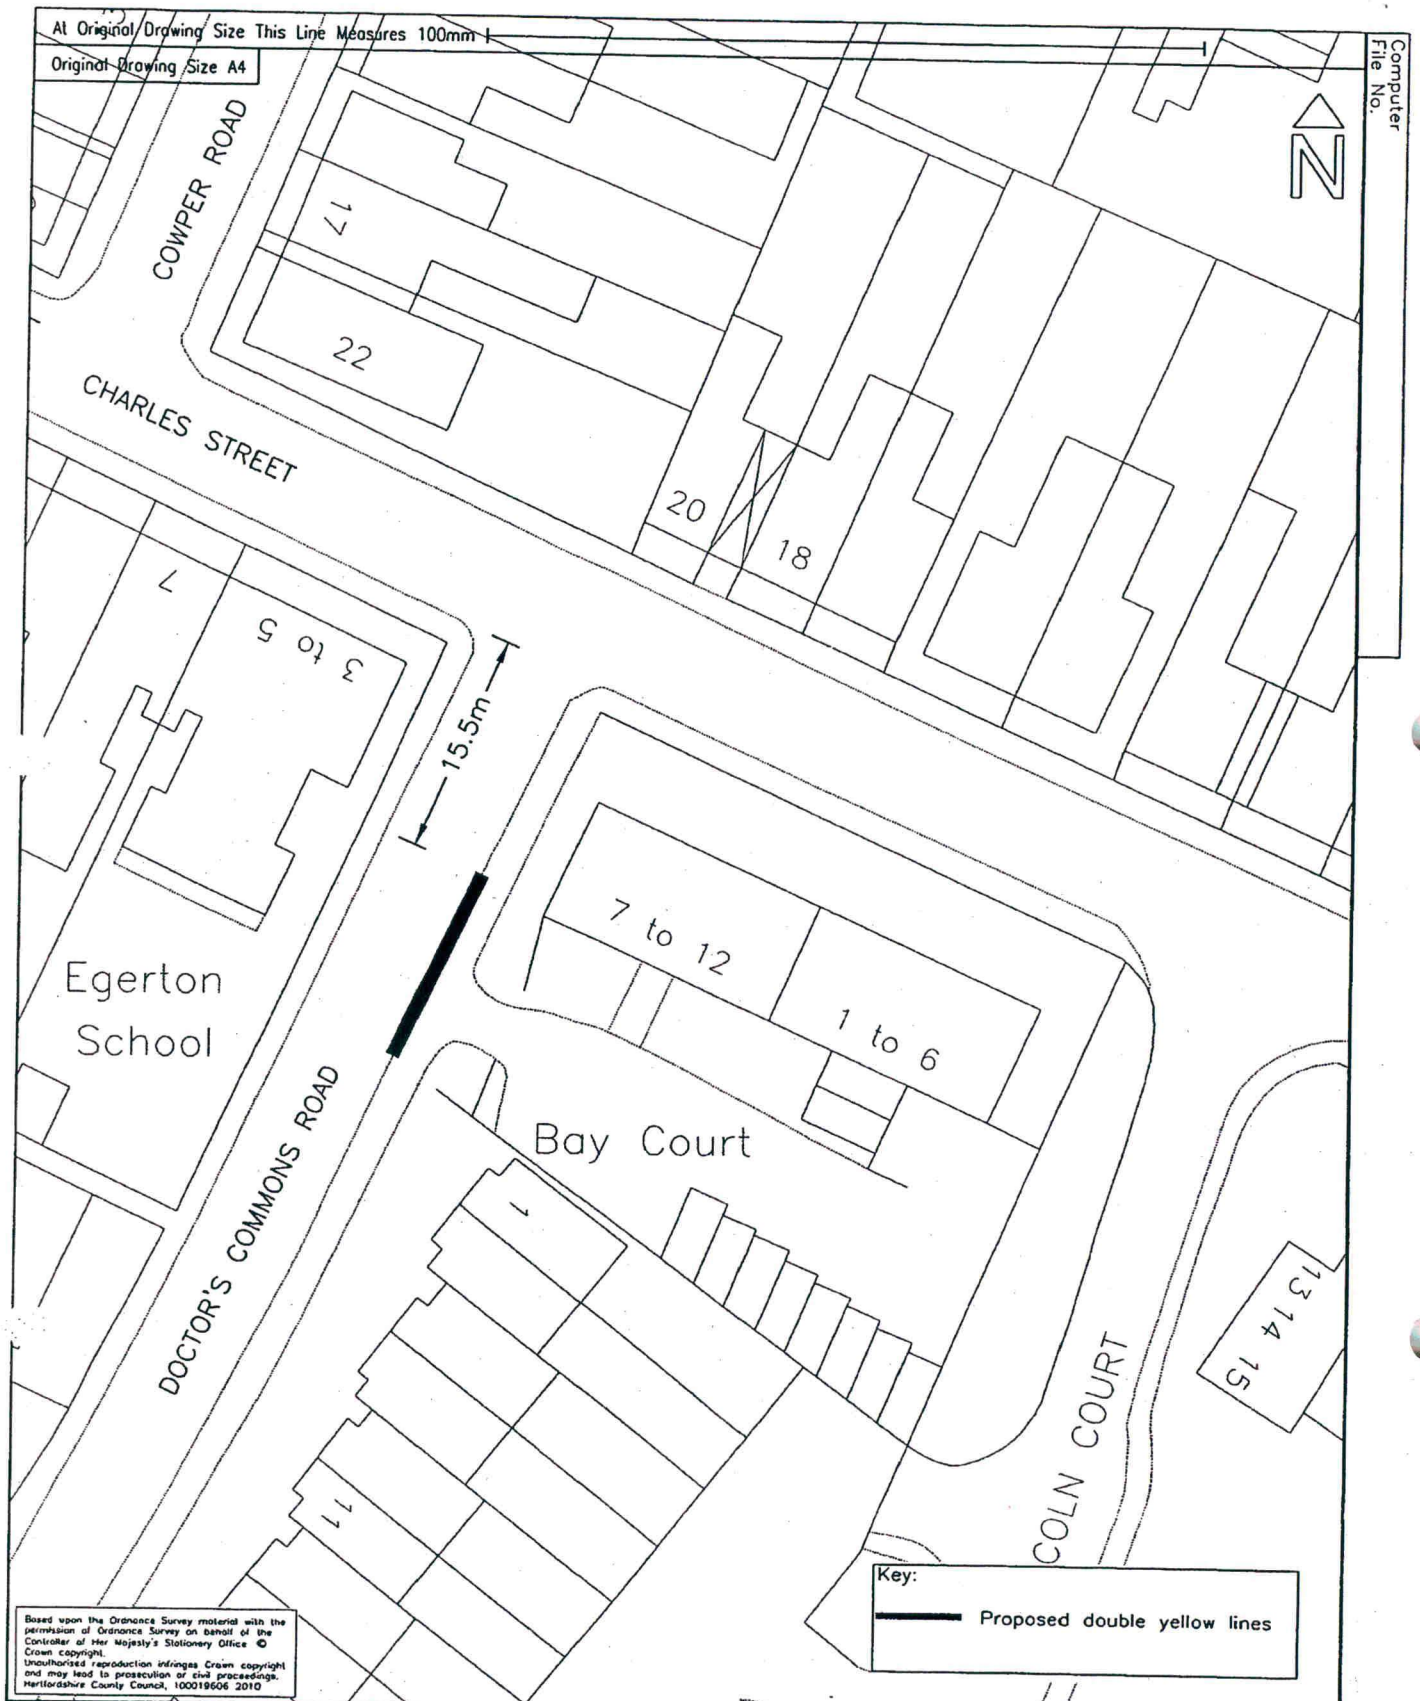 At Original Drawing Size This Line Measures 100mm
Original Drawing Size A4
Computer
File No.
N
COWPER ROAD
17
22
CHARLES STREET
20
18
7
3 to 5
15.5m
7 to 12
1 to 6
Egerton
School
Bay Court
DOCTOR'S COMMONS ROAD
1
11
13 14 15
COLN COURT
Key:
Proposed double yellow lines
Based upon the Ordnance Survey material with the
permission of Ordnance Survey on behalf of the
Controller of Her Majesty's Stationery Office ©
Crown copyright.
Unauthorised reproduction infringes Crown copyright
and may lead to prosecution or civil proceedings.
Hertfordshire County Council, 100019606 2010